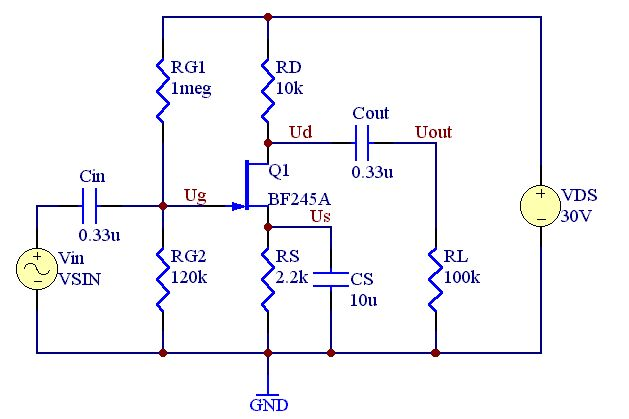 RG1
1meg
RD
10k
Cout
0.33u
Ud
Uout
Q1
BF245A
Cin
0.33u
Ug
Us
VDS
30V
+
−
Vin
VSIN
+
−
RG2
120k
RS
2.2k
CS
10u
RL
100k
GND